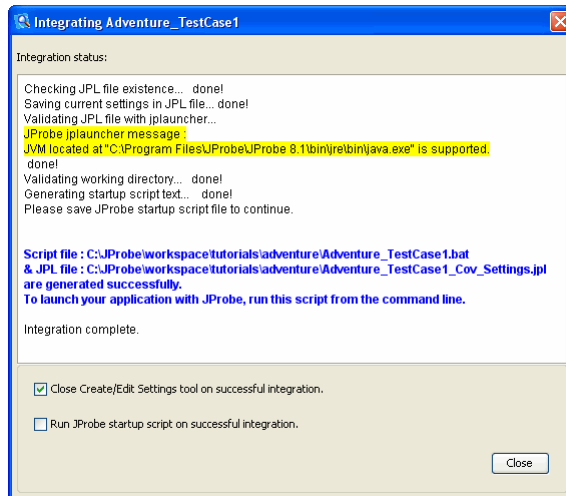 Integrating Adventure_TestCase1
Integration status:
Checking JPL file existence... done!
Saving current settings in JPL file... done!
Validating JPL file with jplauncher...
JProbe jplauncher message :
JVM located at "C:\Program Files\JProbe\JProbe 8.1\bin\jre\bin\java.exe" is supported.
done!
Validating working directory... done!
Generating startup script text... done!
Please save JProbe startup script file to continue.
Script file : C:\JProbe\workspace\tutorials\adventure\Adventure_TestCase1.bat
& JPL file : C:\JProbe\workspace\tutorials\adventure\Adventure_TestCase1_Cov_Settings.jpl
are generated successfully.
To launch your application with JProbe, run this script from the command line.
Integration complete.
Close Create/Edit Settings tool on successful integration.
Run JProbe startup script on successful integration.
Close